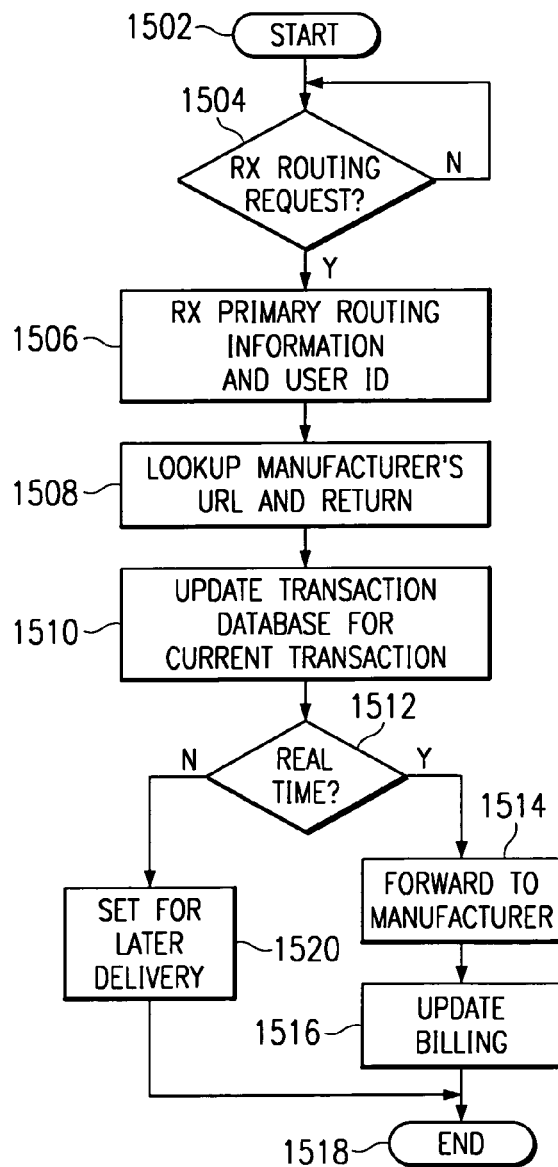 1502
START
1504
RX ROUTING
REQUEST?
N
Y
1506
RX PRIMARY ROUTING
INFORMATION
AND USER ID
1508
LOOKUP MANUFACTURER'S
URL AND RETURN
1510
UPDATE TRANSACTION
DATABASE FOR
CURRENT TRANSACTION
1512
N
REAL
TIME?
Y
1514
FORWARD TO
MANUFACTURER
SET FOR
LATER
DELIVERY
1520
1516
UPDATE
BILLING
1518
END